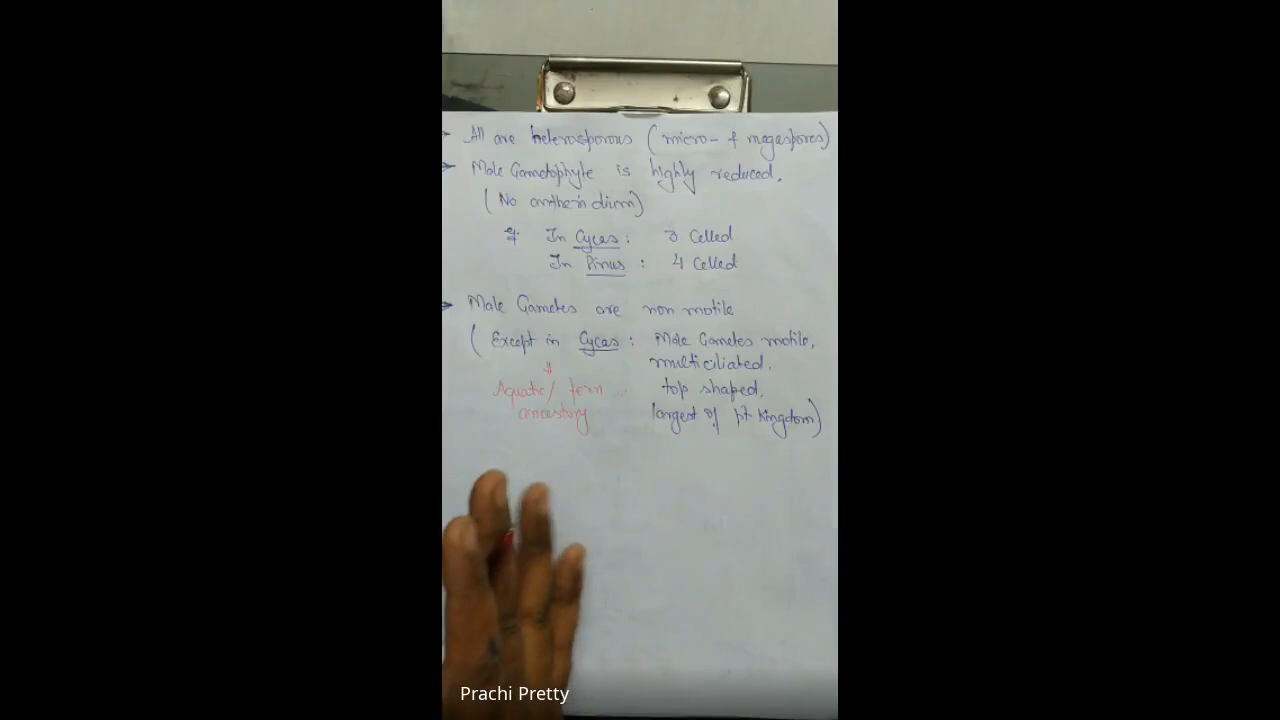 → All are heterosporous (micro- & megaspores)
→ Male Gametophyte is highly reduced.
(No antheridium)
In Cycas : 3 Celled
In Pinus : 4 Celled
→ Male Gametes are non motile
(Except in Cycas : Male Gametes motile,
multiciliated.
top shaped.
Aquatic/ fern ...
ancestory
largest of pt Kingdom)
Prachi Pretty